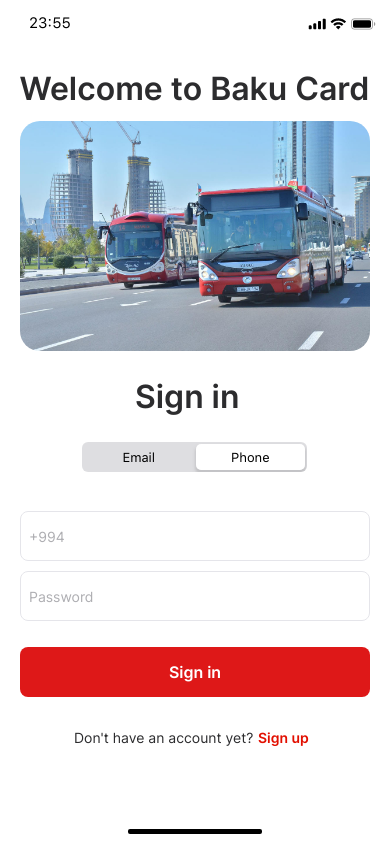 23:55
Welcome to Baku Card
Sign in
Email
Phone
+994
Password
Sign in
Don't have an account yet? Sign up